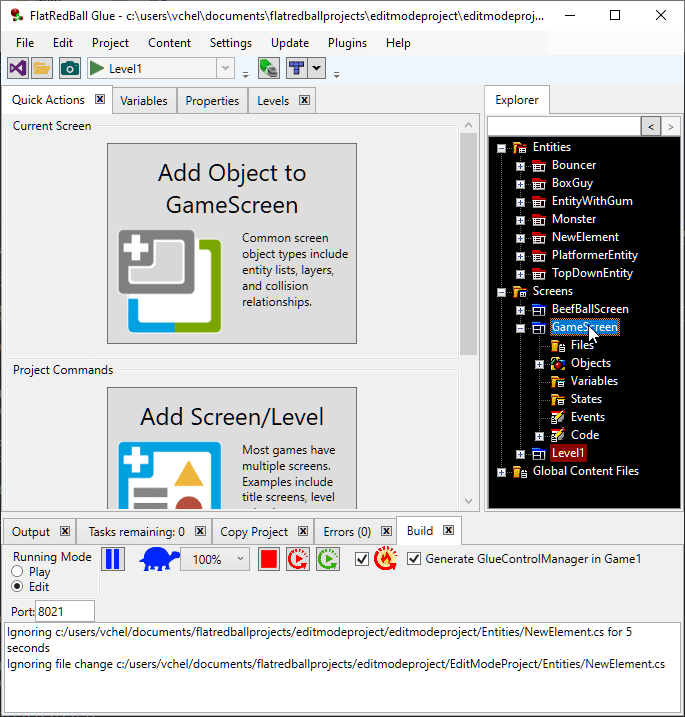 FlatRedBall Glue - c:\users\vchel\documents\flatredballprojects\editmodeproject\editmodeproj...
File Edit Project Content Settings Update Plugins Help
Level1
Quick Actions Variables Properties Levels
Current Screen
Add Object to
GameScreen
Common screen
object types include
entity lists, layers,
and collision
relationships.
Project Commands
Add Screen/Level
Most games have
multiple screens.
Examples include
title screens, level
Explorer
< >
Entities
Bouncer
BoxGuy
EntityWithGum
Monster
NewElement
PlatformerEntity
TopDownEntity
Screens
BeefBallScreen
GameScreen
Files
Objects
Variables
States
Events
Code
Level1
Global Content Files
Output Tasks remaining: 0 Copy Project Errors (0) Build
Running Mode
Play
Edit
100%
Generate GlueControlManager in Game1
Port: 8021
Ignoring c:/users/vchel/documents/flatredballprojects/editmodeproject/editmodeproject/Entities/NewElement.cs for 5
seconds
Ignoring file change c:/users/vchel/documents/flatredballprojects/editmodeproject/EditModeProject/Entities/NewElement.cs